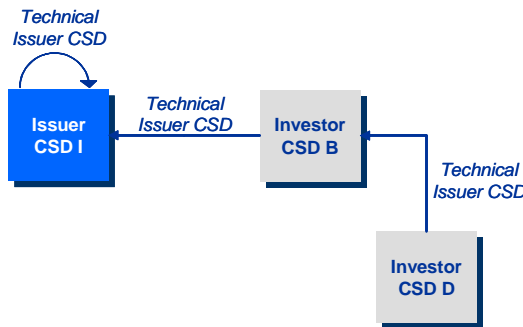 Technical
Issuer CSD
Issuer
CSD I
Technical
Issuer CSD
Investor
CSD B
Technical
Issuer CSD
Investor
CSD D